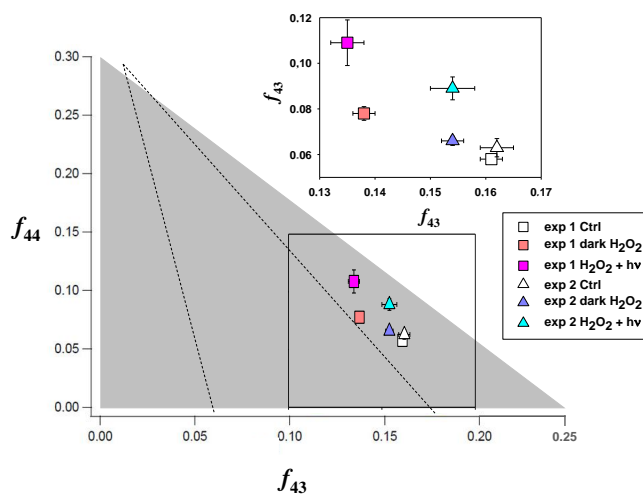 0.12
0.10
0.08
0.06
f43
0.13 0.14 0.15 0.16 0.17
f43
0.30
0.25
0.20
0.15
0.10
0.05
0.00
f44
0.00 0.05 0.10 0.15 0.20 0.25
f43
exp 1 Ctrl
exp 1 dark H2O2
exp 1 H2O2 + hν
exp 2 Ctrl
exp 2 dark H2O2
exp 2 H2O2 + hν